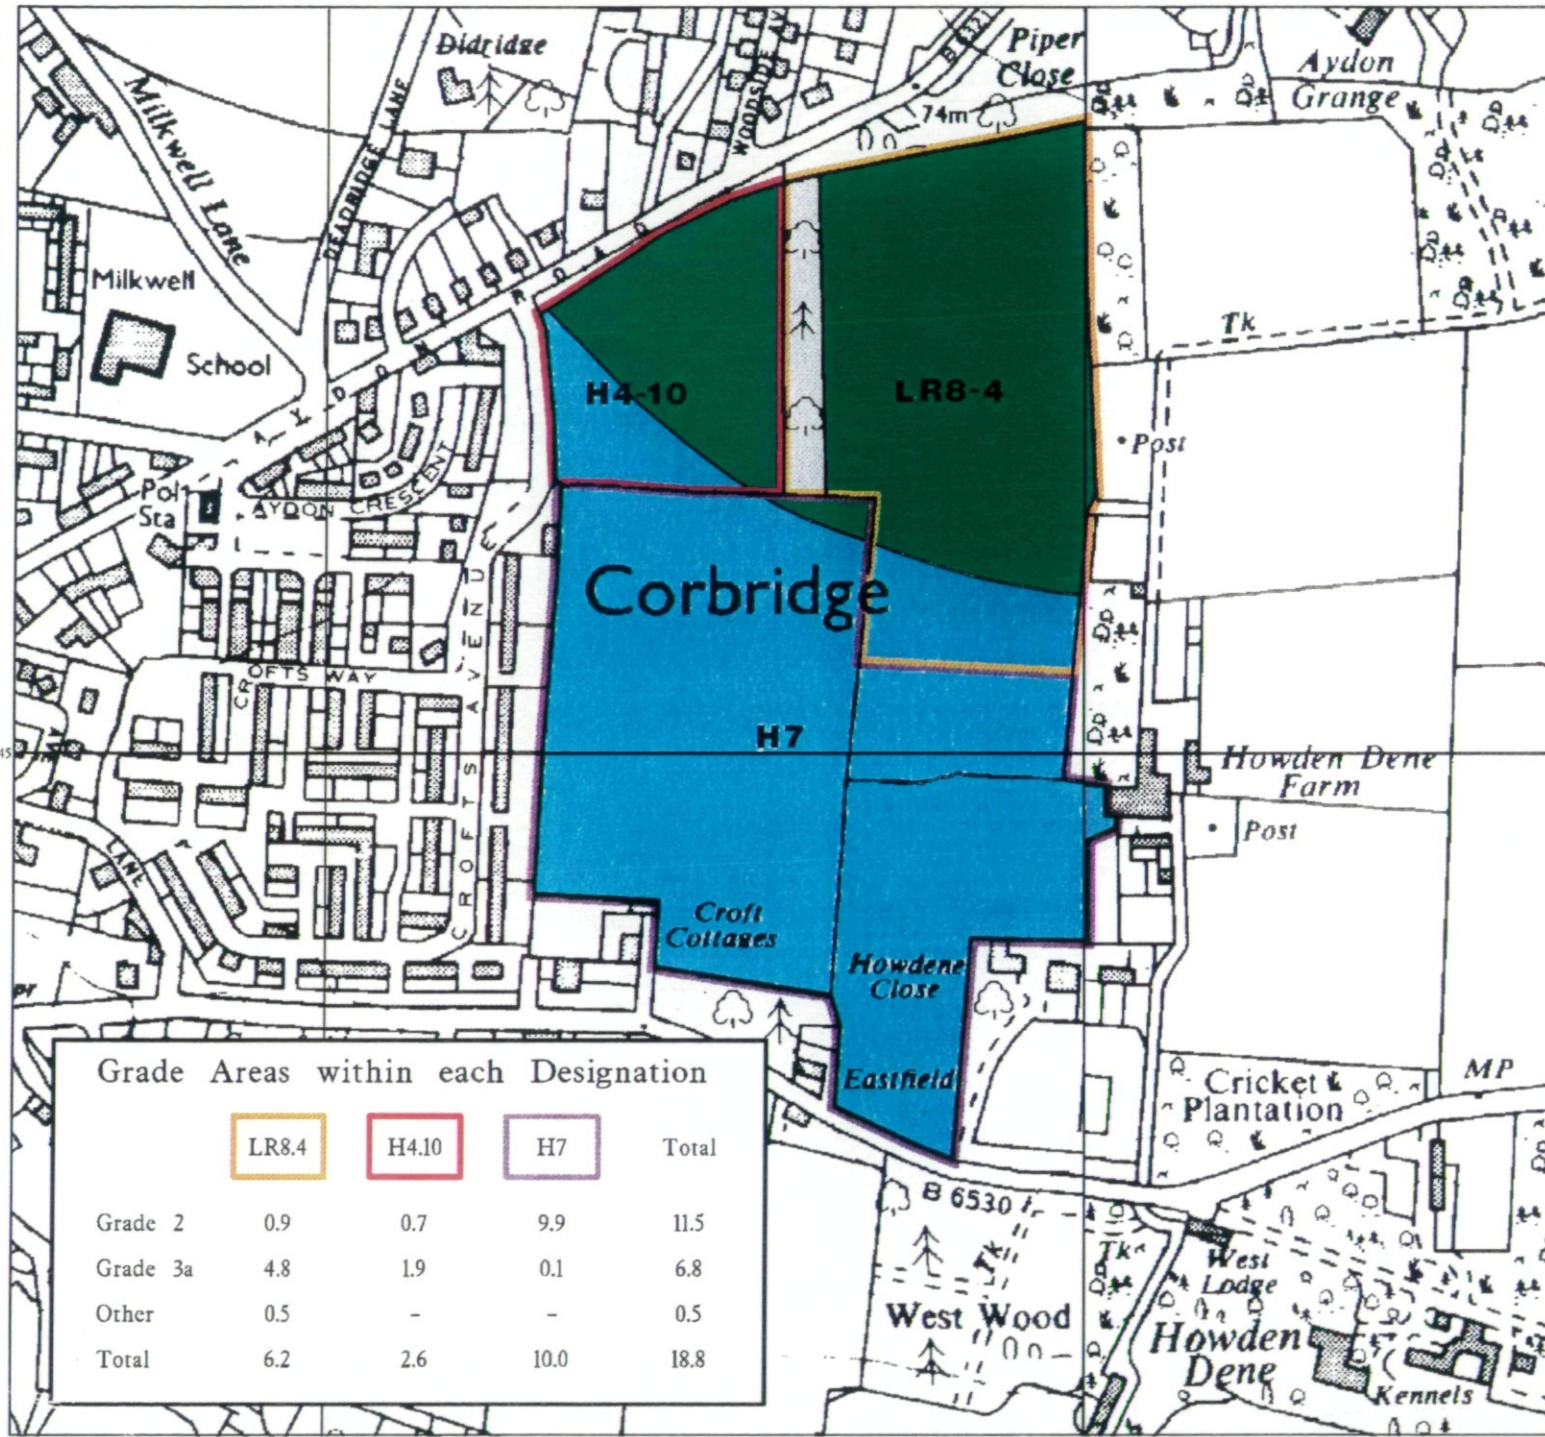 Didridge
Piper
Close
B 6321
Aydon
Grange
WOODSIDE AV
74m
Milkwell Lane
DEADRIDGE LANE
Milkwell
School
AYDON ROAD
H4-10
LR8-4
Tk
Post
Pol
Sta
AYDON CRESCENT
Corbridge
CROFTS WAY
CROFTS AVENUE
H7
45
Howden Dene
Farm
Post
LANE
Croft
Cottages
Howdene
Close
Eastfield
Cricket
Plantation
MP
B 6530
Tk
Tk
West
Lodge
West Wood
Howden
Dene
Kennels
Grade Areas within each Designation
LR8.4 H4.10 H7 Total
Grade 2 0.9 0.7 9.9 11.5
Grade 3a 4.8 1.9 0.1 6.8
Other 0.5 - - 0.5
Total 6.2 2.6 10.0 18.8